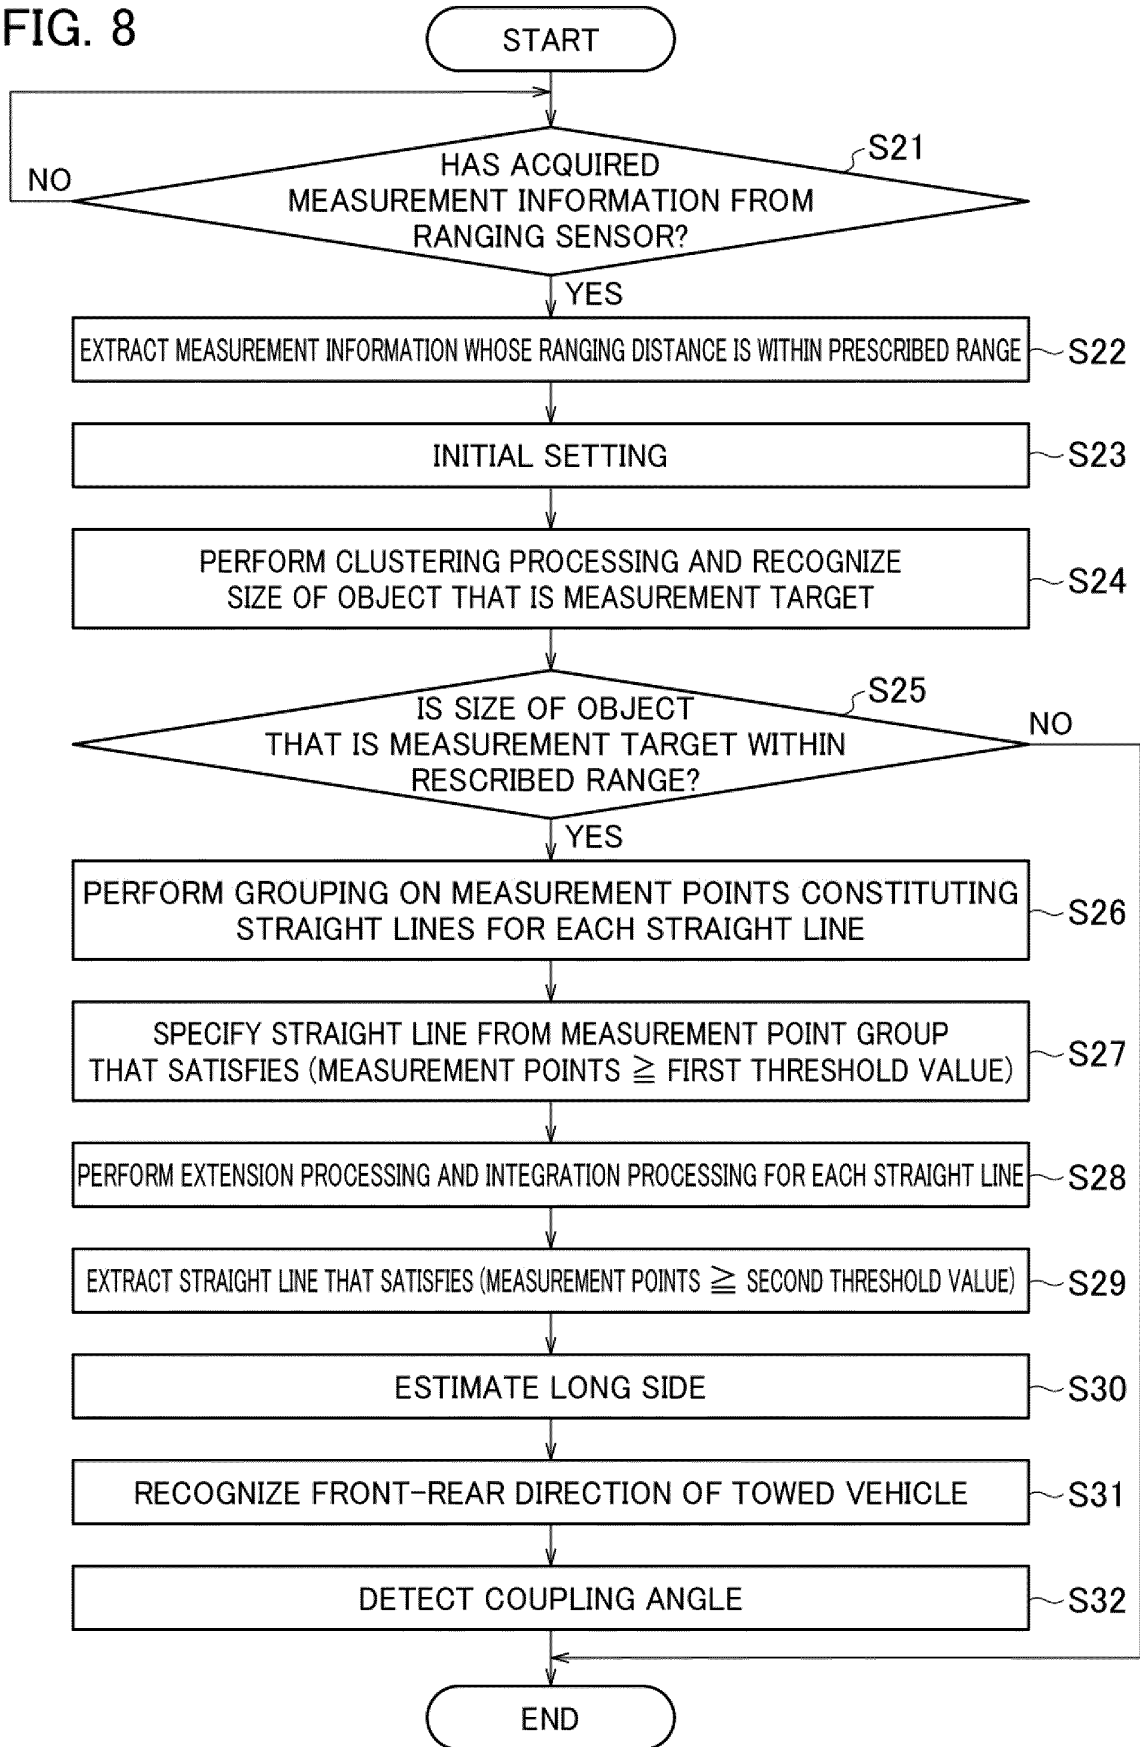 FIG. 8
START
S21
HAS ACQUIRED
MEASUREMENT INFORMATION FROM
RANGING SENSOR?
NO
YES
EXTRACT MEASUREMENT INFORMATION WHOSE RANGING DISTANCE IS WITHIN PRESCRIBED RANGE
S22
INITIAL SETTING
S23
PERFORM CLUSTERING PROCESSING AND RECOGNIZE
SIZE OF OBJECT THAT IS MEASUREMENT TARGET
S24
S25
IS SIZE OF OBJECT
THAT IS MEASUREMENT TARGET WITHIN
RESCRIBED RANGE?
NO
YES
PERFORM GROUPING ON MEASUREMENT POINTS CONSTITUTING
STRAIGHT LINES FOR EACH STRAIGHT LINE
S26
SPECIFY STRAIGHT LINE FROM MEASUREMENT POINT GROUP
THAT SATISFIES (MEASUREMENT POINTS ≧ FIRST THRESHOLD VALUE)
S27
PERFORM EXTENSION PROCESSING AND INTEGRATION PROCESSING FOR EACH STRAIGHT LINE
S28
EXTRACT STRAIGHT LINE THAT SATISFIES (MEASUREMENT POINTS ≧ SECOND THRESHOLD VALUE)
S29
ESTIMATE LONG SIDE
S30
RECOGNIZE FRONT-REAR DIRECTION OF TOWED VEHICLE
S31
DETECT COUPLING ANGLE
S32
END